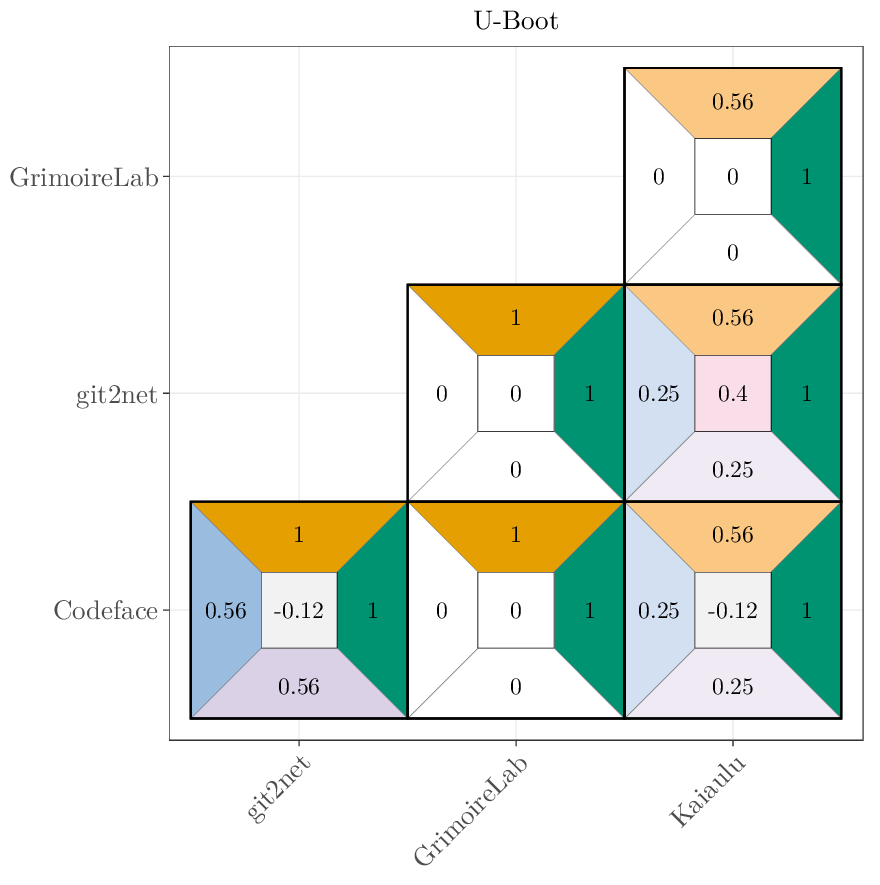 U-Boot
0.56
GrimoireLab
0 0 1
0
1 0.56
git2net
0 0 1 0.25 0.4 1
0 0.25
1 1 0.56
Codeface
0.56 -0.12 1 0 0 1 0.25 -0.12 1
0.56 0 0.25
git2net
GrimoireLab
Kaiaulu